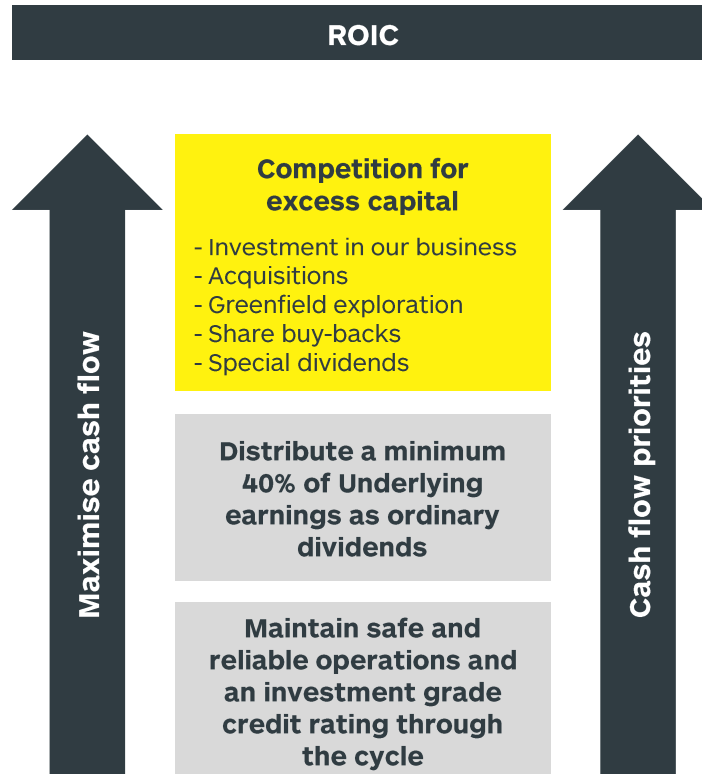 ROIC
Competition for
excess capital
- Investment in our business
- Acquisitions
- Greenfield exploration
- Share buy-backs
- Special dividends
Maximise cash flow
Distribute a minimum
40% of Underlying
earnings as ordinary
dividends
Cash flow priorities
Maintain safe and
reliable operations and
an investment grade
credit rating through
the cycle